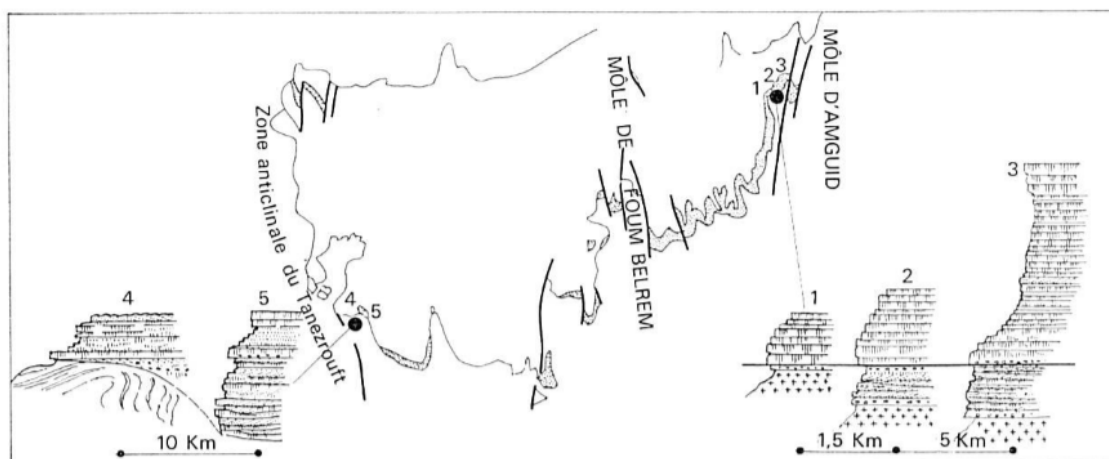 Zone anticlinale du Tanezrouft
MÔLE DE
FOUM BELREM
MÔLE D'AMGUID
1
2
3
4
5
4
5
10 Km
1
2
3
1,5 Km
5 Km